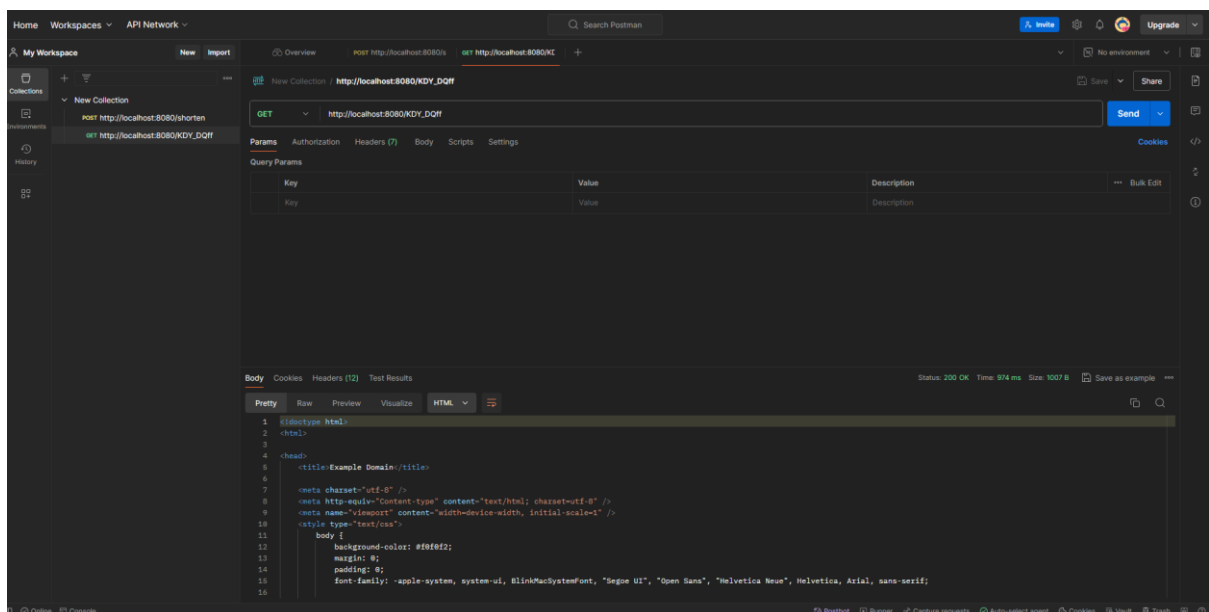 Home Workspaces API Network Search Postman Invite Upgrade
My Workspace New Import Overview POST http://localhost:8080/s GET http://localhost:8080/KD No environment
Collections New Collection / http://localhost:8080/KDY_DQff Save Share
New Collection
POST http://localhost:8080/shorten
GET http://localhost:8080/KDY_DQff
Environments
History
GET http://localhost:8080/KDY_DQff Send
Params Authorization Headers (7) Body Scripts Settings Cookies
Query Params
Key Value Description Bulk Edit
Key Value Description
Body Cookies Headers (12) Test Results Status: 200 OK Time: 974 ms Size: 1007 B Save as example
Pretty Raw Preview Visualize HTML
1 <!doctype html>
2 <html>
3
4 <head>
5 <title>Example Domain</title>
6
7 <meta charset="utf-8" />
8 <meta http-equiv="Content-type" content="text/html; charset=utf-8" />
9 <meta name="viewport" content="width=device-width, initial-scale=1" />
10 <style type="text/css">
11 body {
12 background-color: #f0f0f2;
13 margin: 0;
14 padding: 0;
15 font-family: -apple-system, system-ui, BlinkMacSystemFont, "Segoe UI", "Open Sans", "Helvetica Neue", Helvetica, Arial, sans-serif;
16
Online Console Postbot Runner Capture requests Auto-select agent Cookies Vault Trash